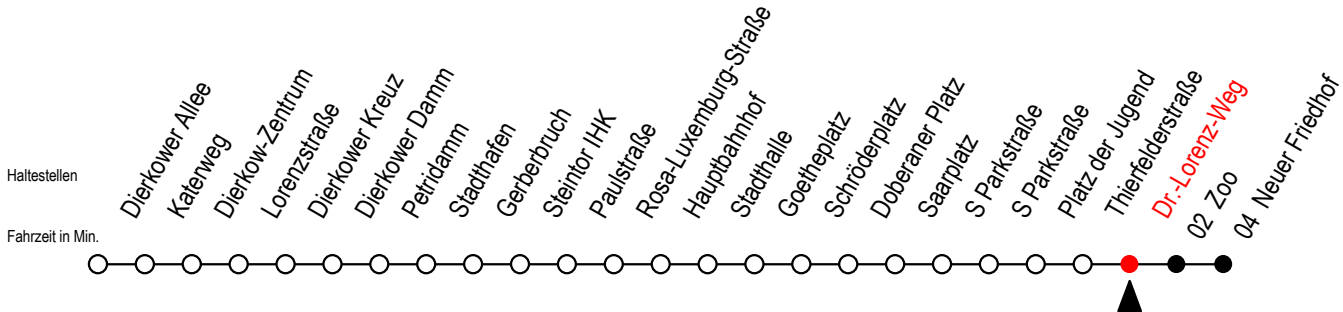 Haltestellen
Dierkower Allee
Katerweg
Dierkow-Zentrum
Lorenzstraße
Dierkower Kreuz
Dierkower Damm
Petridamm
Stadthafen
Gerberbruch
Steintor IHK
Paulstraße
Rosa-Luxemburg-Straße
Hauptbahnhof
Stadthalle
Goetheplatz
Schröderplatz
Doberaner Platz
Saarplatz
S Parkstraße
S Parkstraße
Platz der Jugend
Thierfelderstraße
Dr.-Lorenz-Weg
02 Zoo
04 Neuer Friedhof
Fahrzeit in Min.